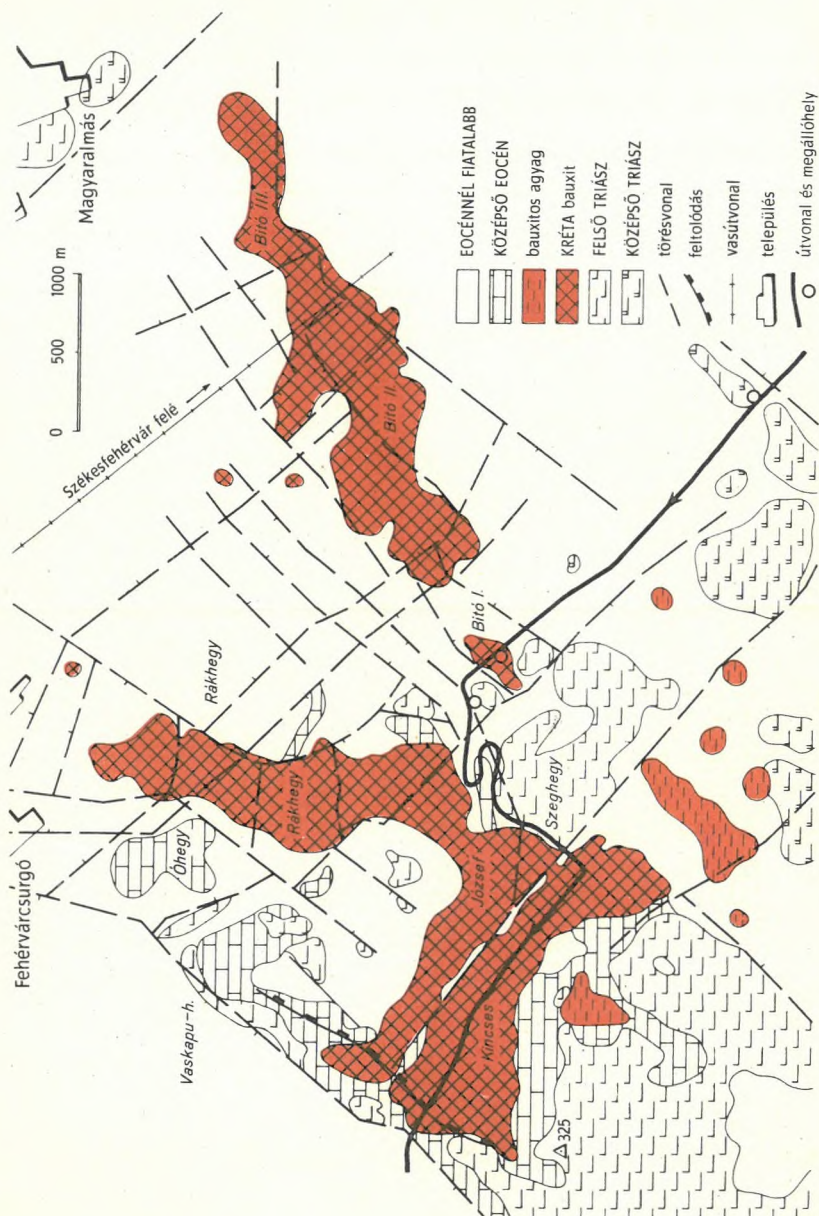 Fehérvárcsurgó
Magyaralmás
Vaskapu-h.
Óhegy
Rákhegy
Rákhegy
Székesfehérvár felé
0 500 1000 m
Bitó III.
Bitó II.
Bitó I.
József
Kincses
Szeghegy
△325
EOCÉNNÉL FIATALABB
KÖZÉPSŐ EOCÉN
bauxitos agyag
KRÉTA bauxit
FELSŐ TRIÁSZ
KÖZÉPSŐ TRIÁSZ
törésvonal
feltolódás
vasútvonal
település
útvonal és megállóhely